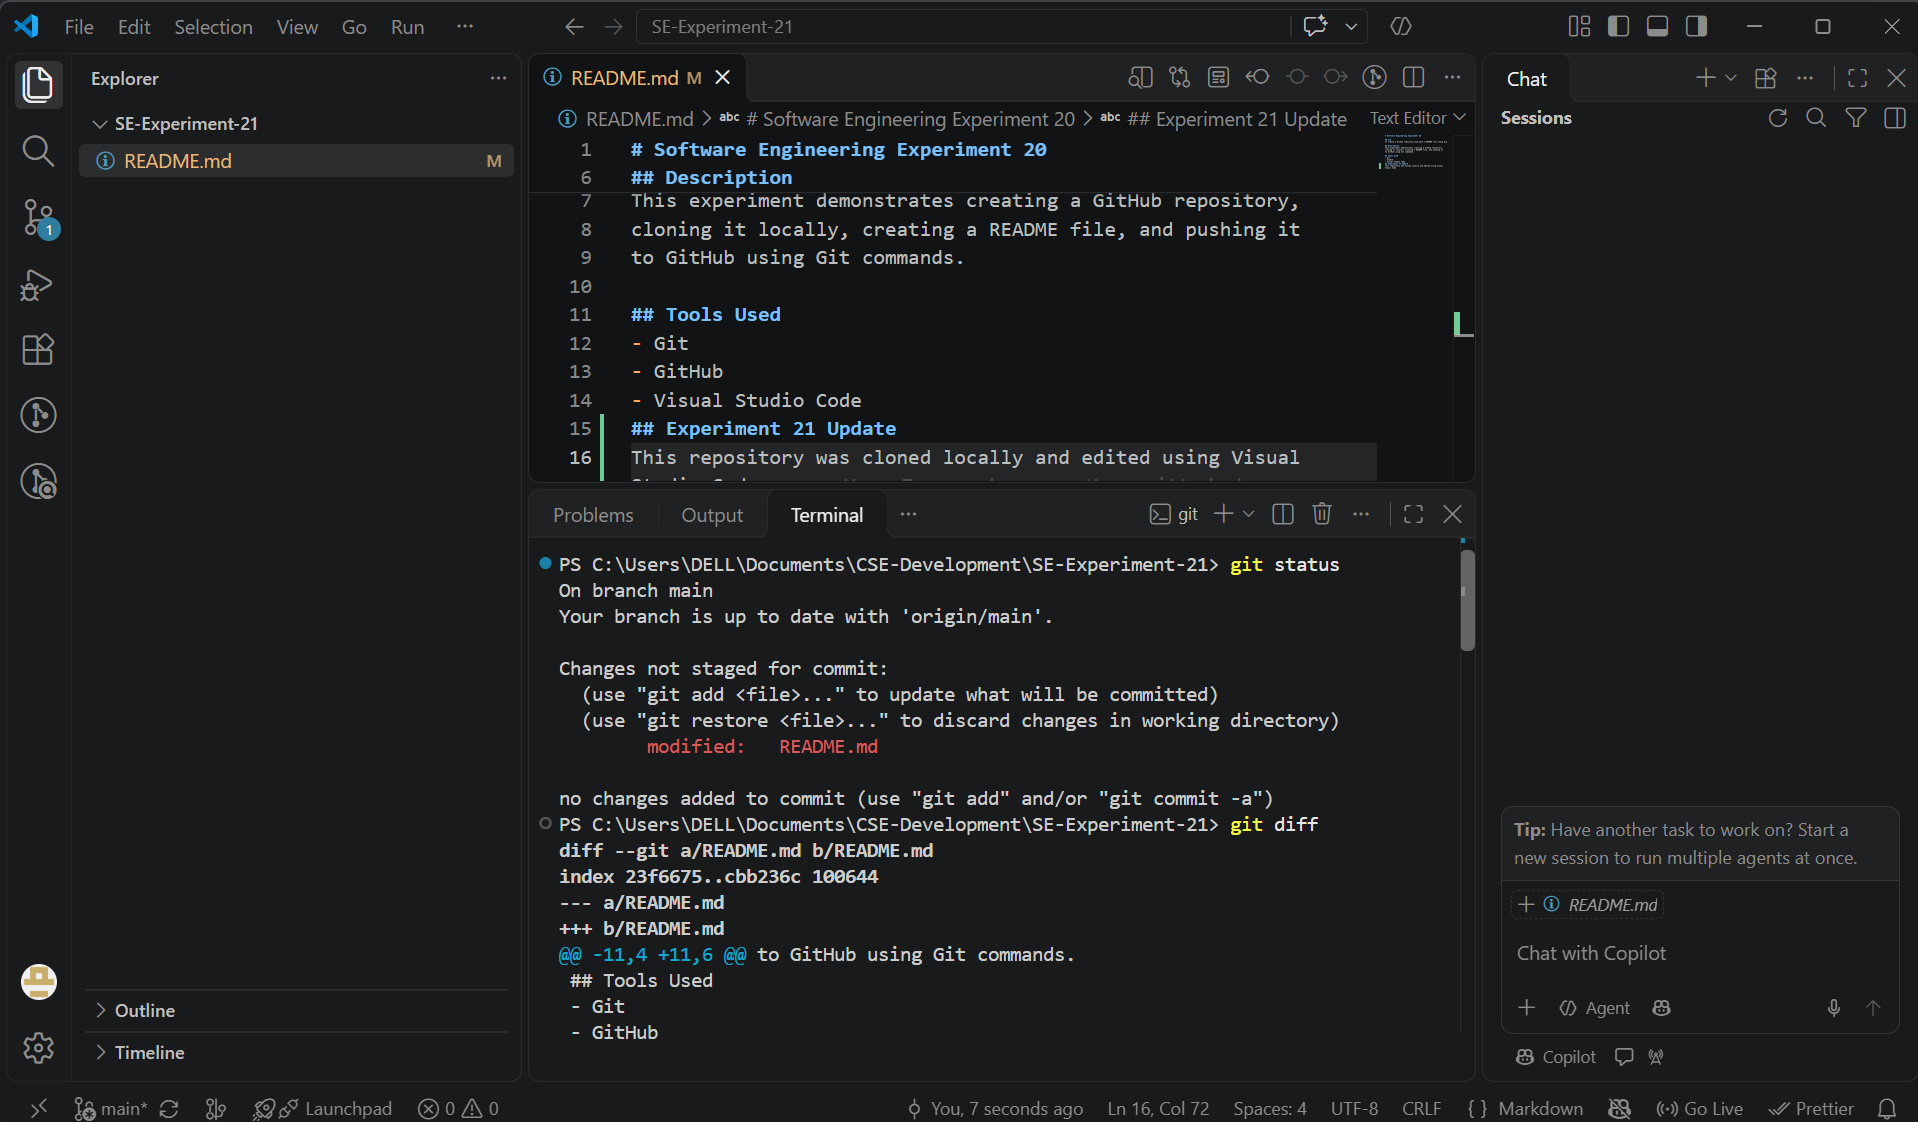 File Edit Selection View Go Run ···
SE-Experiment-21
Explorer
SE-Experiment-21
README.md M
1
Outline
Timeline
README.md M
README.md > abc # Software Engineering Experiment 20 > abc ## Experiment 21 Update
Text Editor
1 # Software Engineering Experiment 20
6 ## Description
7 This experiment demonstrates creating a GitHub repository,
8 cloning it locally, creating a README file, and pushing it
9 to GitHub using Git commands.
10
11 ## Tools Used
12 - Git
13 - GitHub
14 - Visual Studio Code
15 ## Experiment 21 Update
16 This repository was cloned locally and edited using Visual
Problems Output Terminal ···
git
PS C:\Users\DELL\Documents\CSE-Development\SE-Experiment-21> git status
On branch main
Your branch is up to date with 'origin/main'.
Changes not staged for commit:
(use "git add <file>..." to update what will be committed)
(use "git restore <file>..." to discard changes in working directory)
modified: README.md
no changes added to commit (use "git add" and/or "git commit -a")
PS C:\Users\DELL\Documents\CSE-Development\SE-Experiment-21> git diff
diff --git a/README.md b/README.md
index 23f6675..cbb236c 100644
--- a/README.md
+++ b/README.md
@@ -11,4 +11,6 @@ to GitHub using Git commands.
## Tools Used
- Git
- GitHub
Chat
Sessions
Tip: Have another task to work on? Start a
new session to run multiple agents at once.
README.md
Chat with Copilot
Agent
Copilot
main* Launchpad 0 0
You, 7 seconds ago Ln 16, Col 72 Spaces: 4 UTF-8 CRLF { } Markdown Go Live Prettier